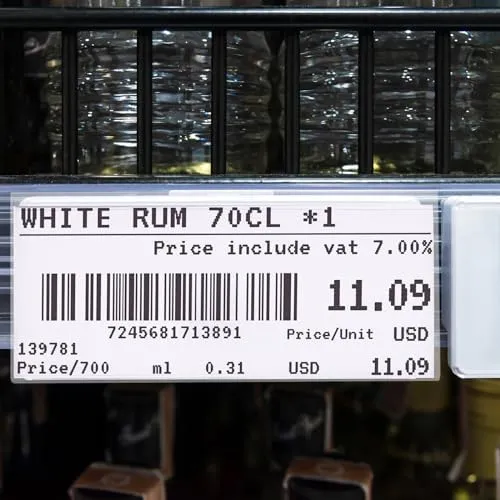 WHITE RUM 70CL *1
Price include vat 7.00%
11.09
7245681713891 Price/Unit USD
139781
Price/700 ml 0.31 USD 11.09